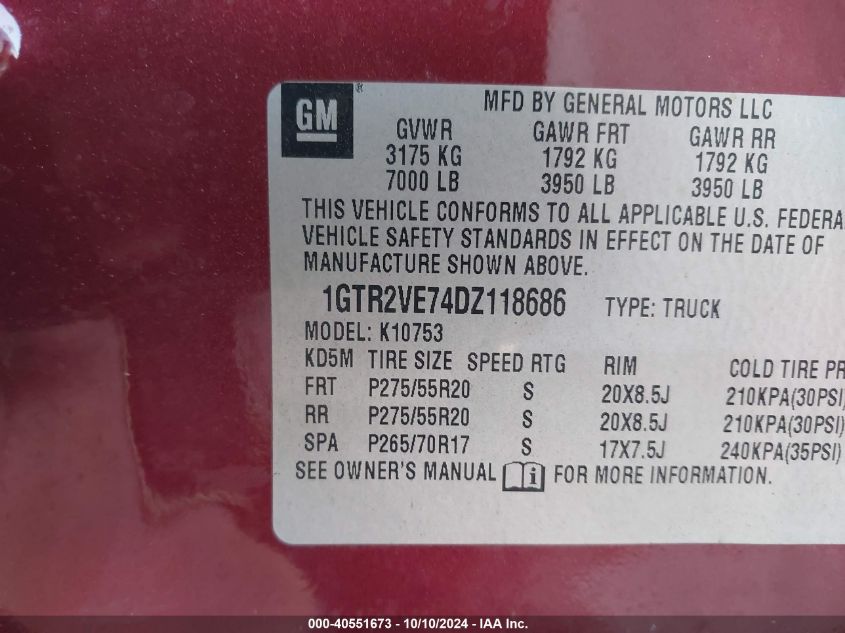 GM®
MFD BY GENERAL MOTORS LLC
GVWR GAWR FRT GAWR RR
3175 KG 1792 KG 1792 KG
7000 LB 3950 LB 3950 LB
THIS VEHICLE CONFORMS TO ALL APPLICABLE U.S. FEDERA
VEHICLE SAFETY STANDARDS IN EFFECT ON THE DATE OF
MANUFACTURE SHOWN ABOVE.
1GTR2VE74DZ118686 TYPE: TRUCK
MODEL: K10753
KD5M TIRE SIZE SPEED RTG RIM COLD TIRE PR
FRT P275/55R20 S 20X8.5J 210KPA(30PSI)
RR P275/55R20 S 20X8.5J 210KPA(30PSI)
SPA P265/70R17 S 17X7.5J 240KPA(35PSI)
SEE OWNER'S MANUAL i FOR MORE INFORMATION.
000-40551673 - 10/10/2024 - IAA Inc.